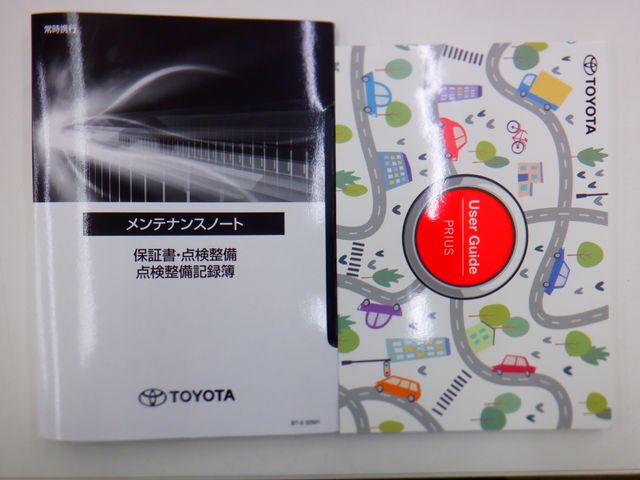 常時携行
メンテナンスノート
保証書・点検整備
点検整備記録簿
TOYOTA
TOYOTA
User Guide
PRIUS